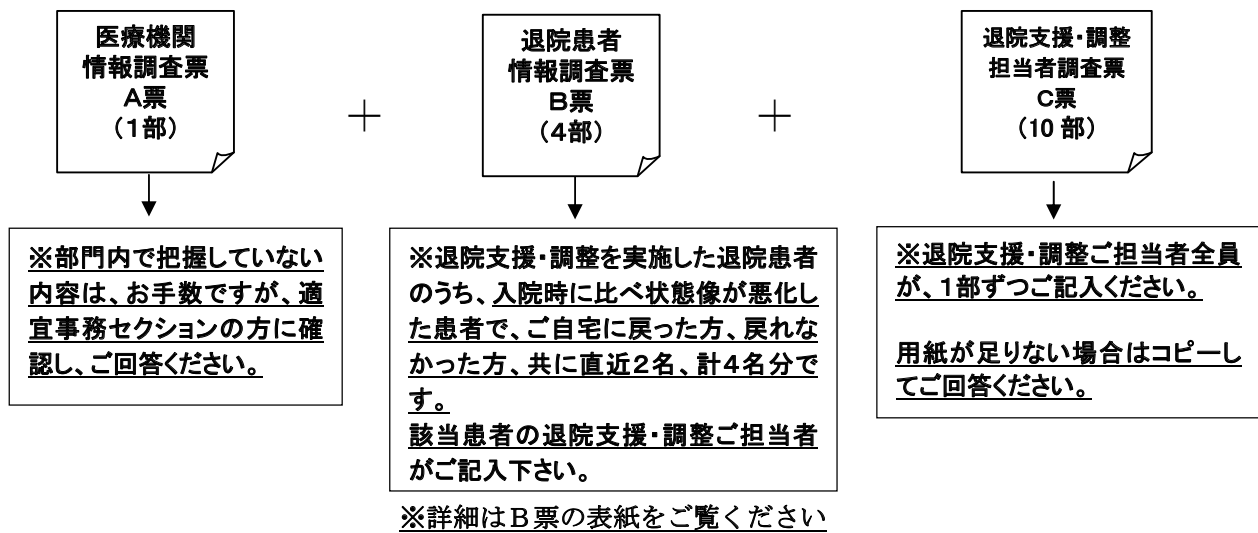 医療機関
情報調査票
A票
(1部)
+
退院患者
情報調査票
B票
(4部)
+
退院支援・調整
担当者調査票
C票
(10 部)
※部門内で把握していない
内容は、お手数ですが、適
宜事務セクションの方に確
認し、ご回答ください。
※退院支援・調整を実施した退院患者
のうち、入院時に比べ状態像が悪化し
た患者で、ご自宅に戻った方、戻れな
かった方、共に直近2名、計4名分で
す。
該当患者の退院支援・調整ご担当者
がご記入下さい。
※退院支援・調整ご担当者全員
が、1部ずつご記入ください。
用紙が足りない場合はコピーし
てご回答ください。
※詳細はB票の表紙をご覧ください